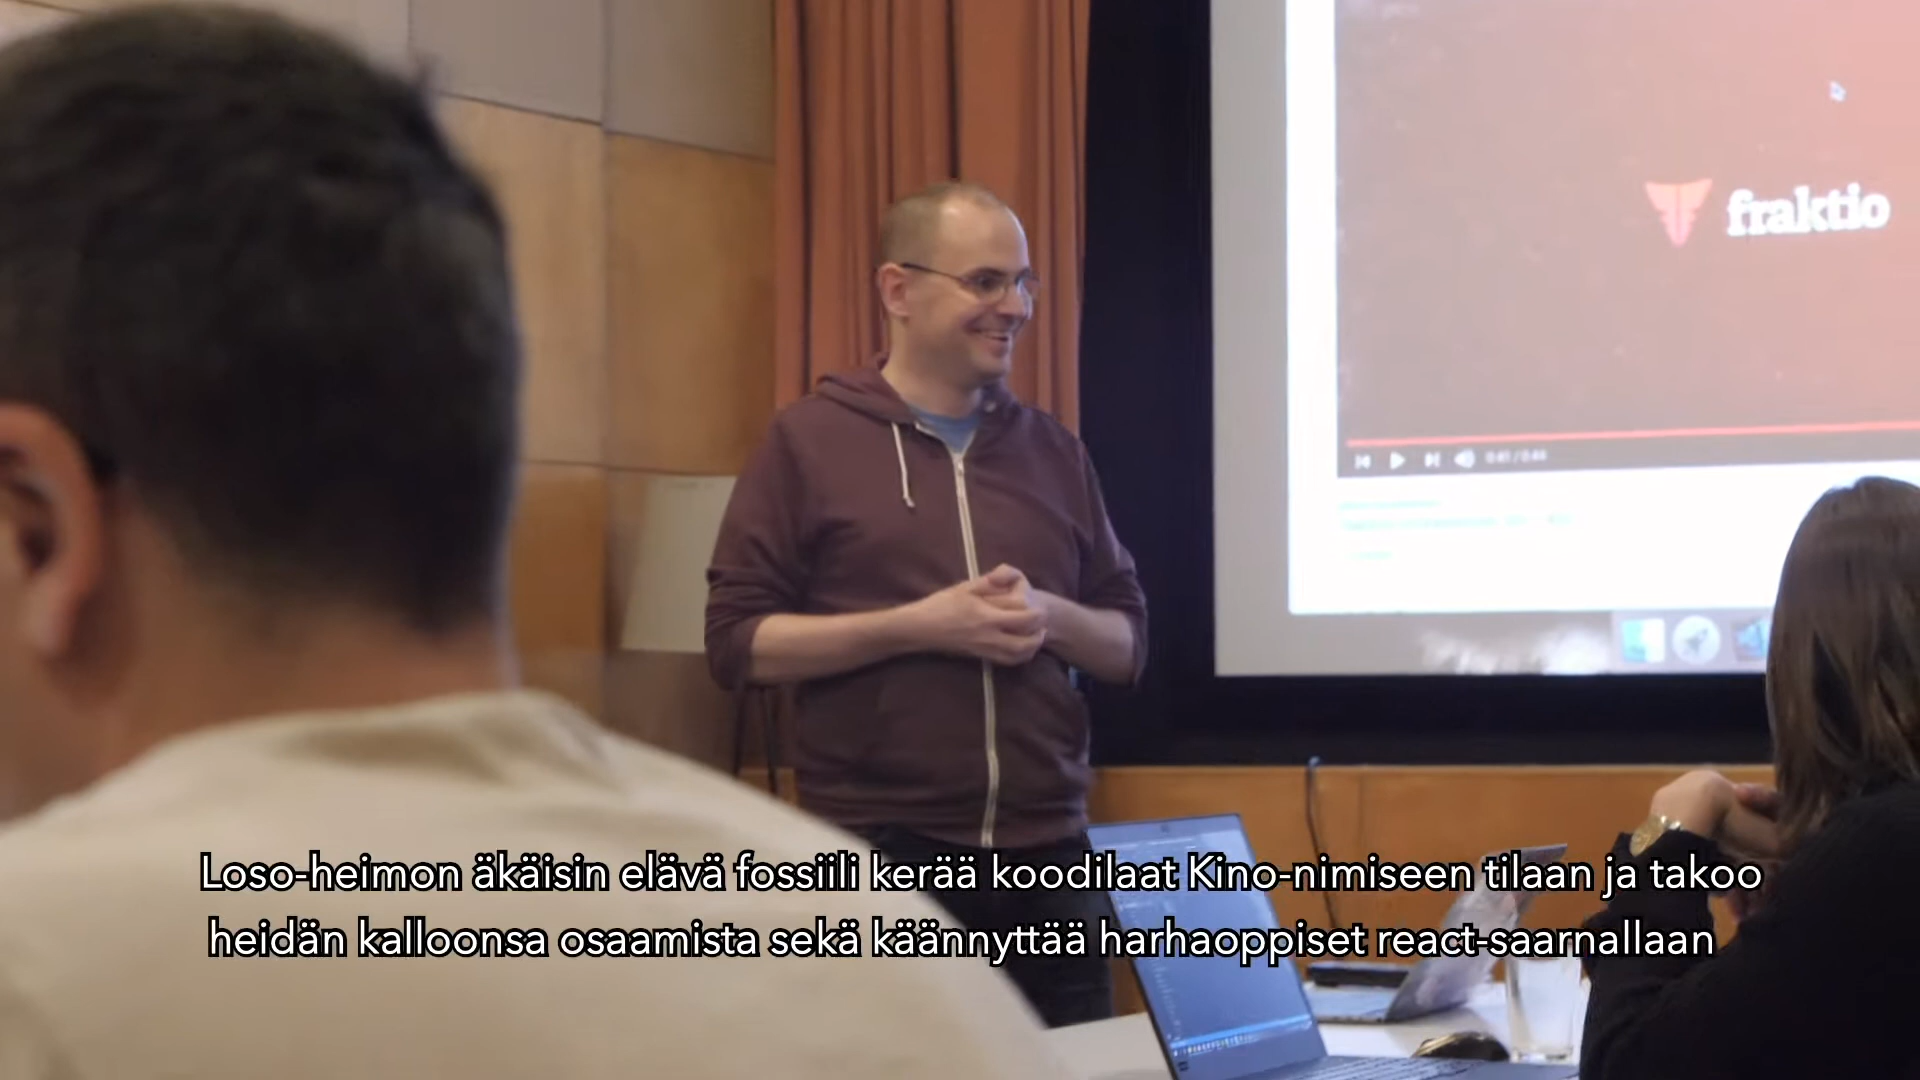 fraktio
Loso-heimon äkäisin elävä fossiili kerää koodilaat Kino-nimiseen tilaan ja takoo
heidän kalloonsa osaamista sekä käännyttää harhaoppiset react-saarnallaan